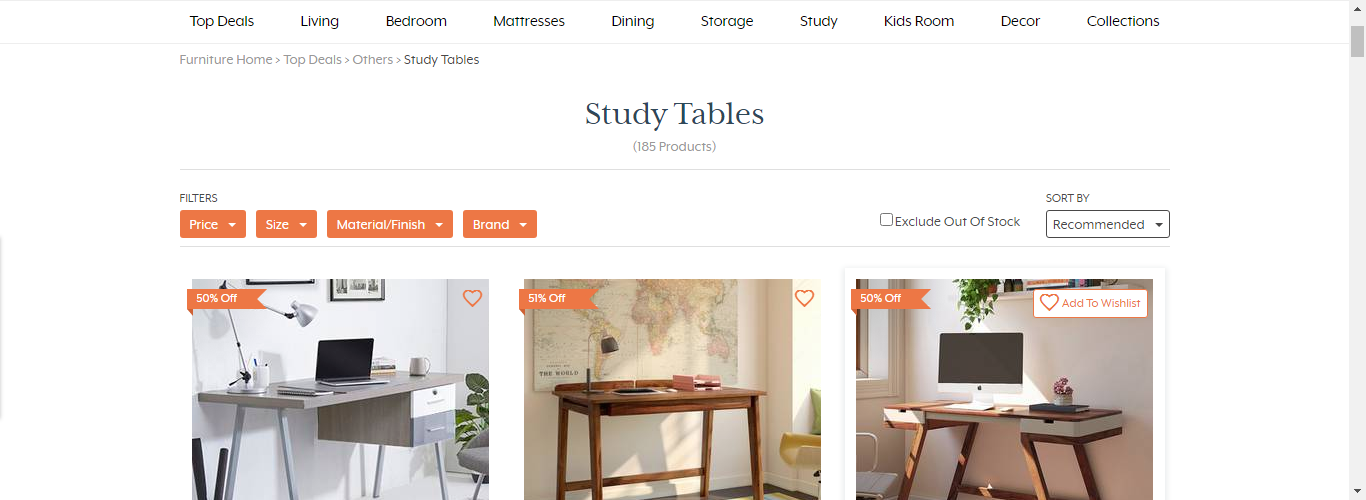 Top Deals Living Bedroom Mattresses Dining Storage Study Kids Room Decor Collections
Furniture Home > Top Deals > Others > Study Tables
Study Tables
(185 Products)
FILTERS
SORT BY
Price Size Material/Finish Brand
Exclude Out Of Stock
Recommended
50% Off
51% Off
50% Off
Add To Wishlist
THE WORLD